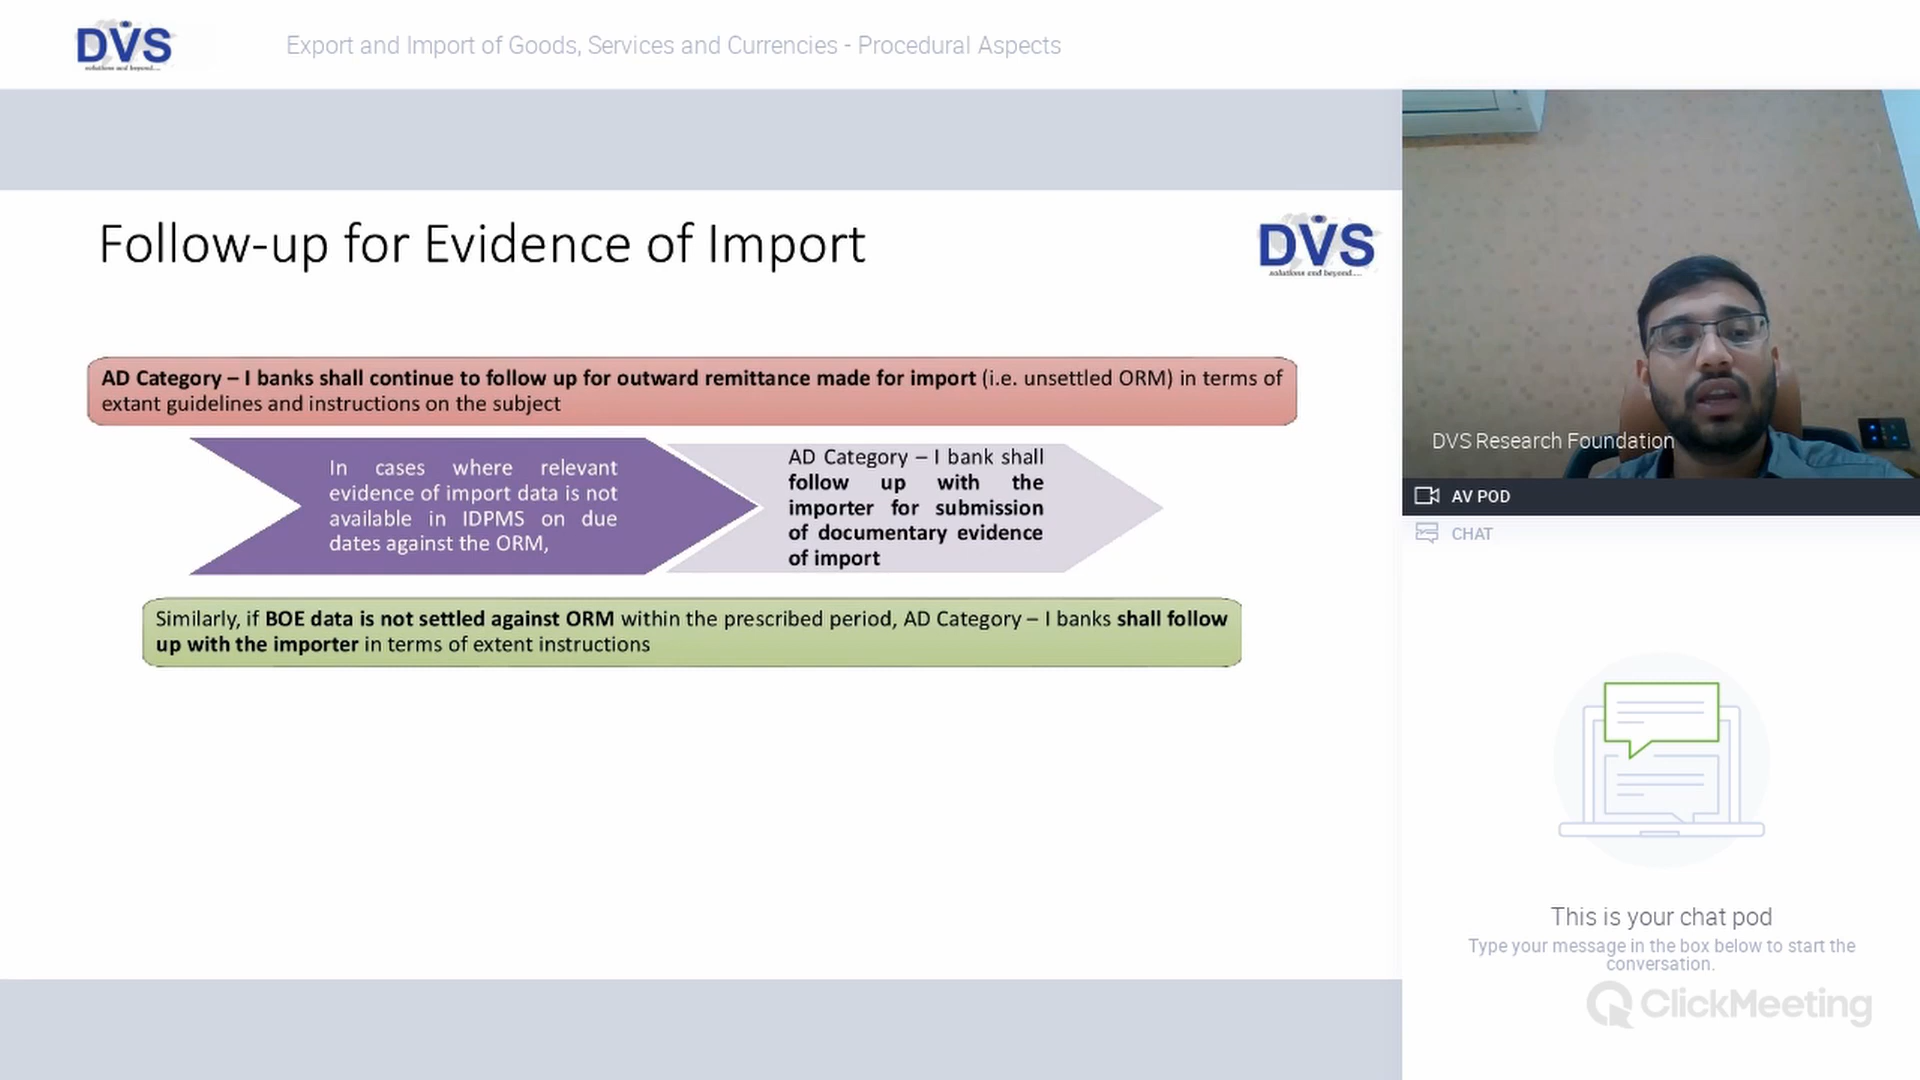 DVS
solutions and beyond....
Export and Import of Goods, Services and Currencies - Procedural Aspects
Follow-up for Evidence of Import
DVS
solutions and beyond....
AD Category – I banks shall continue to follow up for outward remittance made for import (i.e. unsettled ORM) in terms of
extant guidelines and instructions on the subject
In cases where relevant
evidence of import data is not
available in IDPMS on due
dates against the ORM,
AD Category – I bank shall
follow up with the
importer for submission
of documentary evidence
of import
Similarly, if BOE data is not settled against ORM within the prescribed period, AD Category – I banks shall follow
up with the importer in terms of extent instructions
DVS Research Foundation
AV POD
CHAT
This is your chat pod
Type your message in the box below to start the
conversation.
ClickMeeting